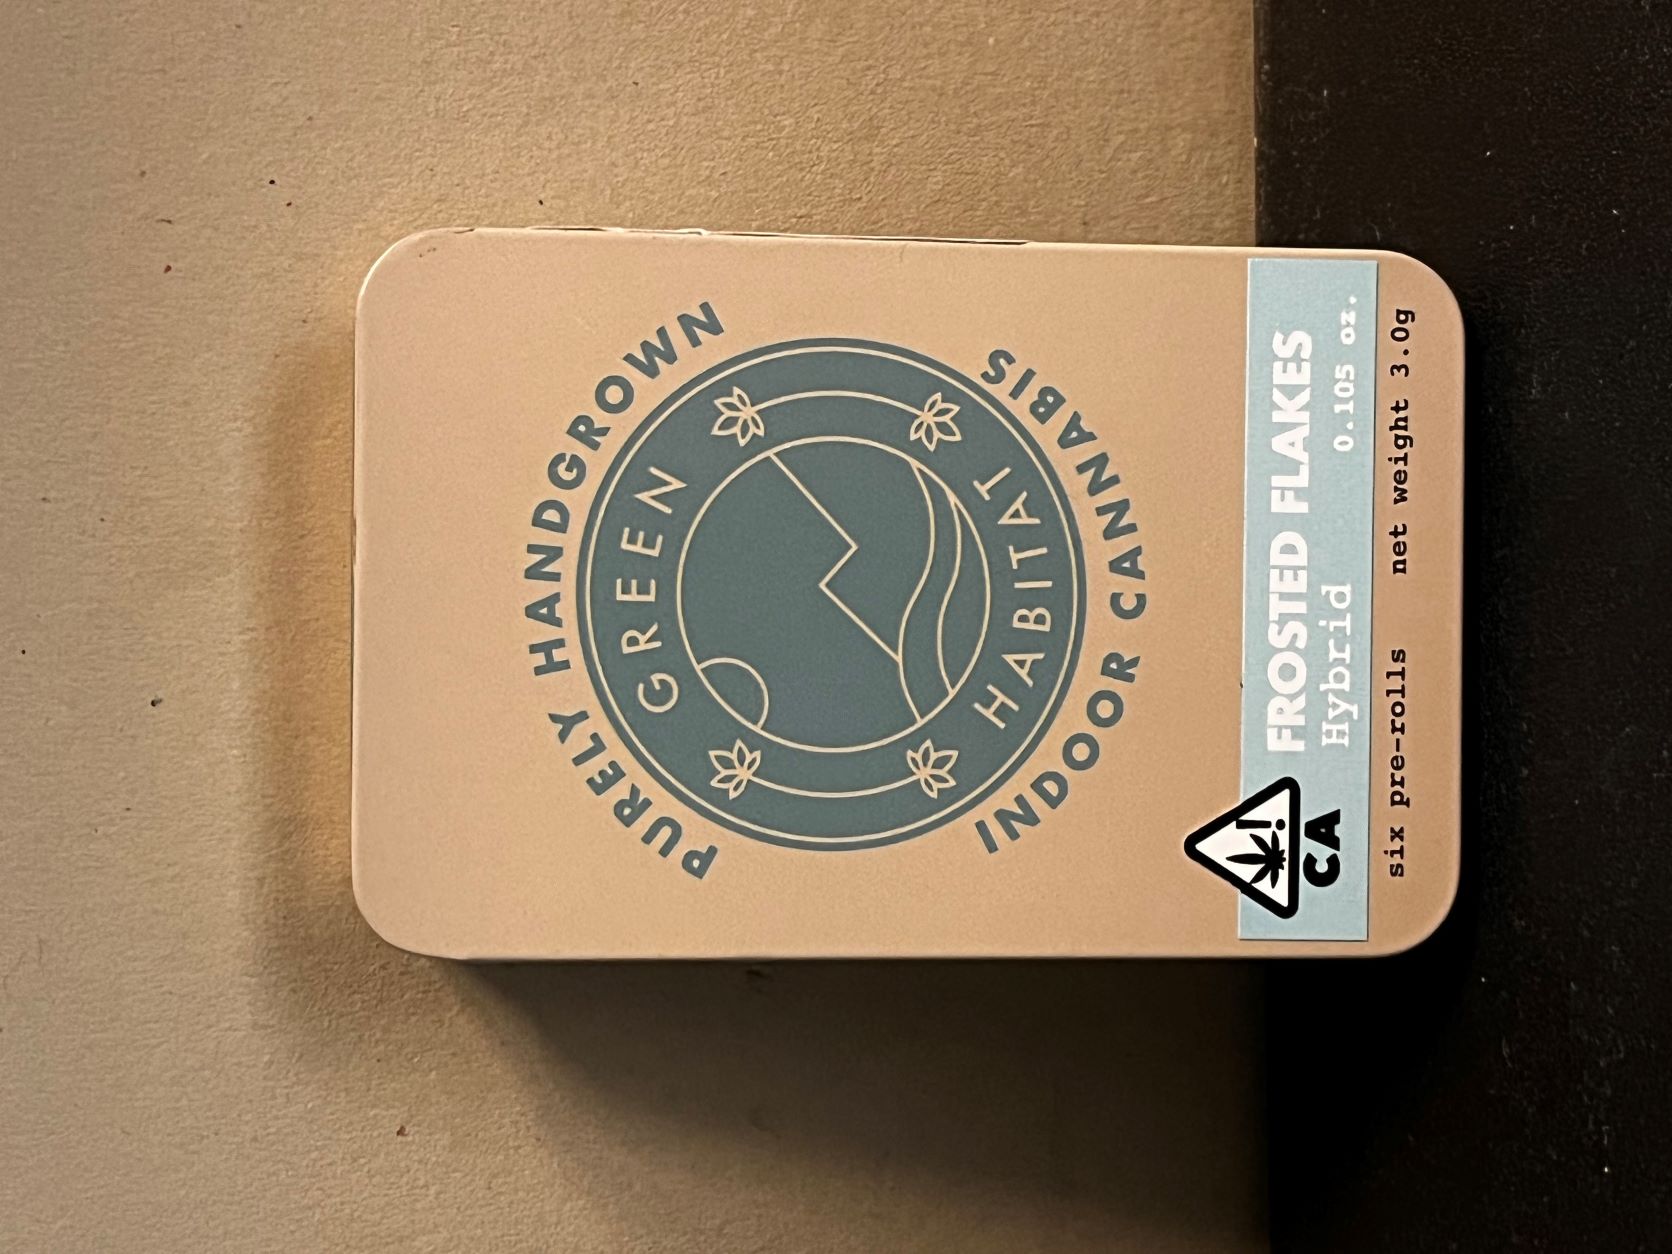 PURELY HANDGROWN
GREEN
HABITAT
INDOOR CANNABIS
CA
FROSTED FLAKES
Hybrid 0.105 oz.
six pre-rolls net weight 3.0g